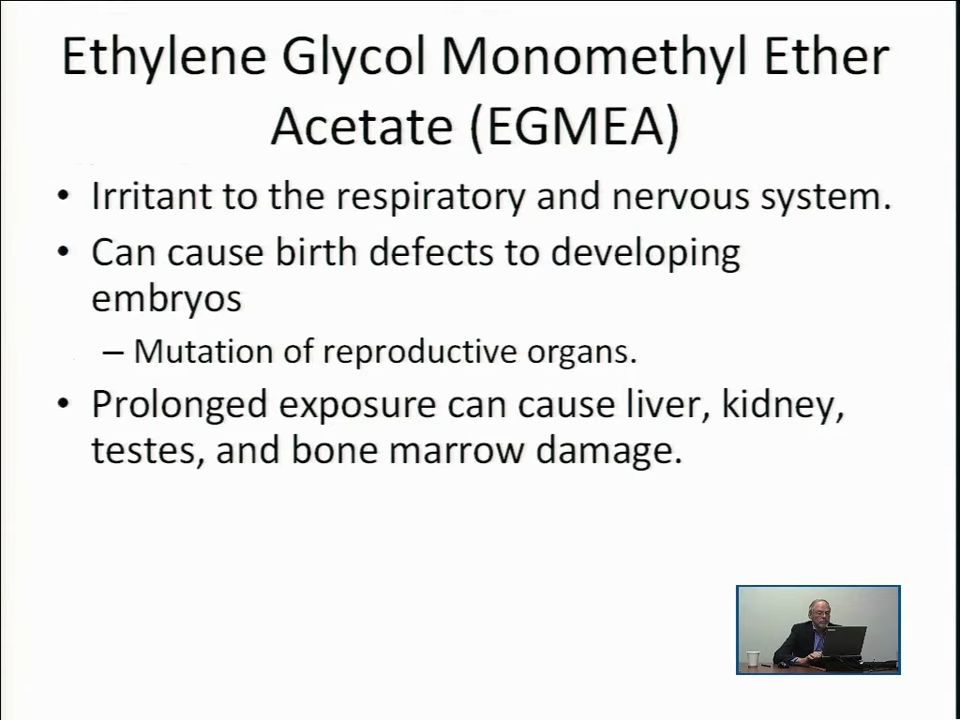 Ethylene Glycol Monomethyl Ether
Acetate (EGMEA)
• Irritant to the respiratory and nervous system.
• Can cause birth defects to developing
embryos
– Mutation of reproductive organs.
• Prolonged exposure can cause liver, kidney,
testes, and bone marrow damage.